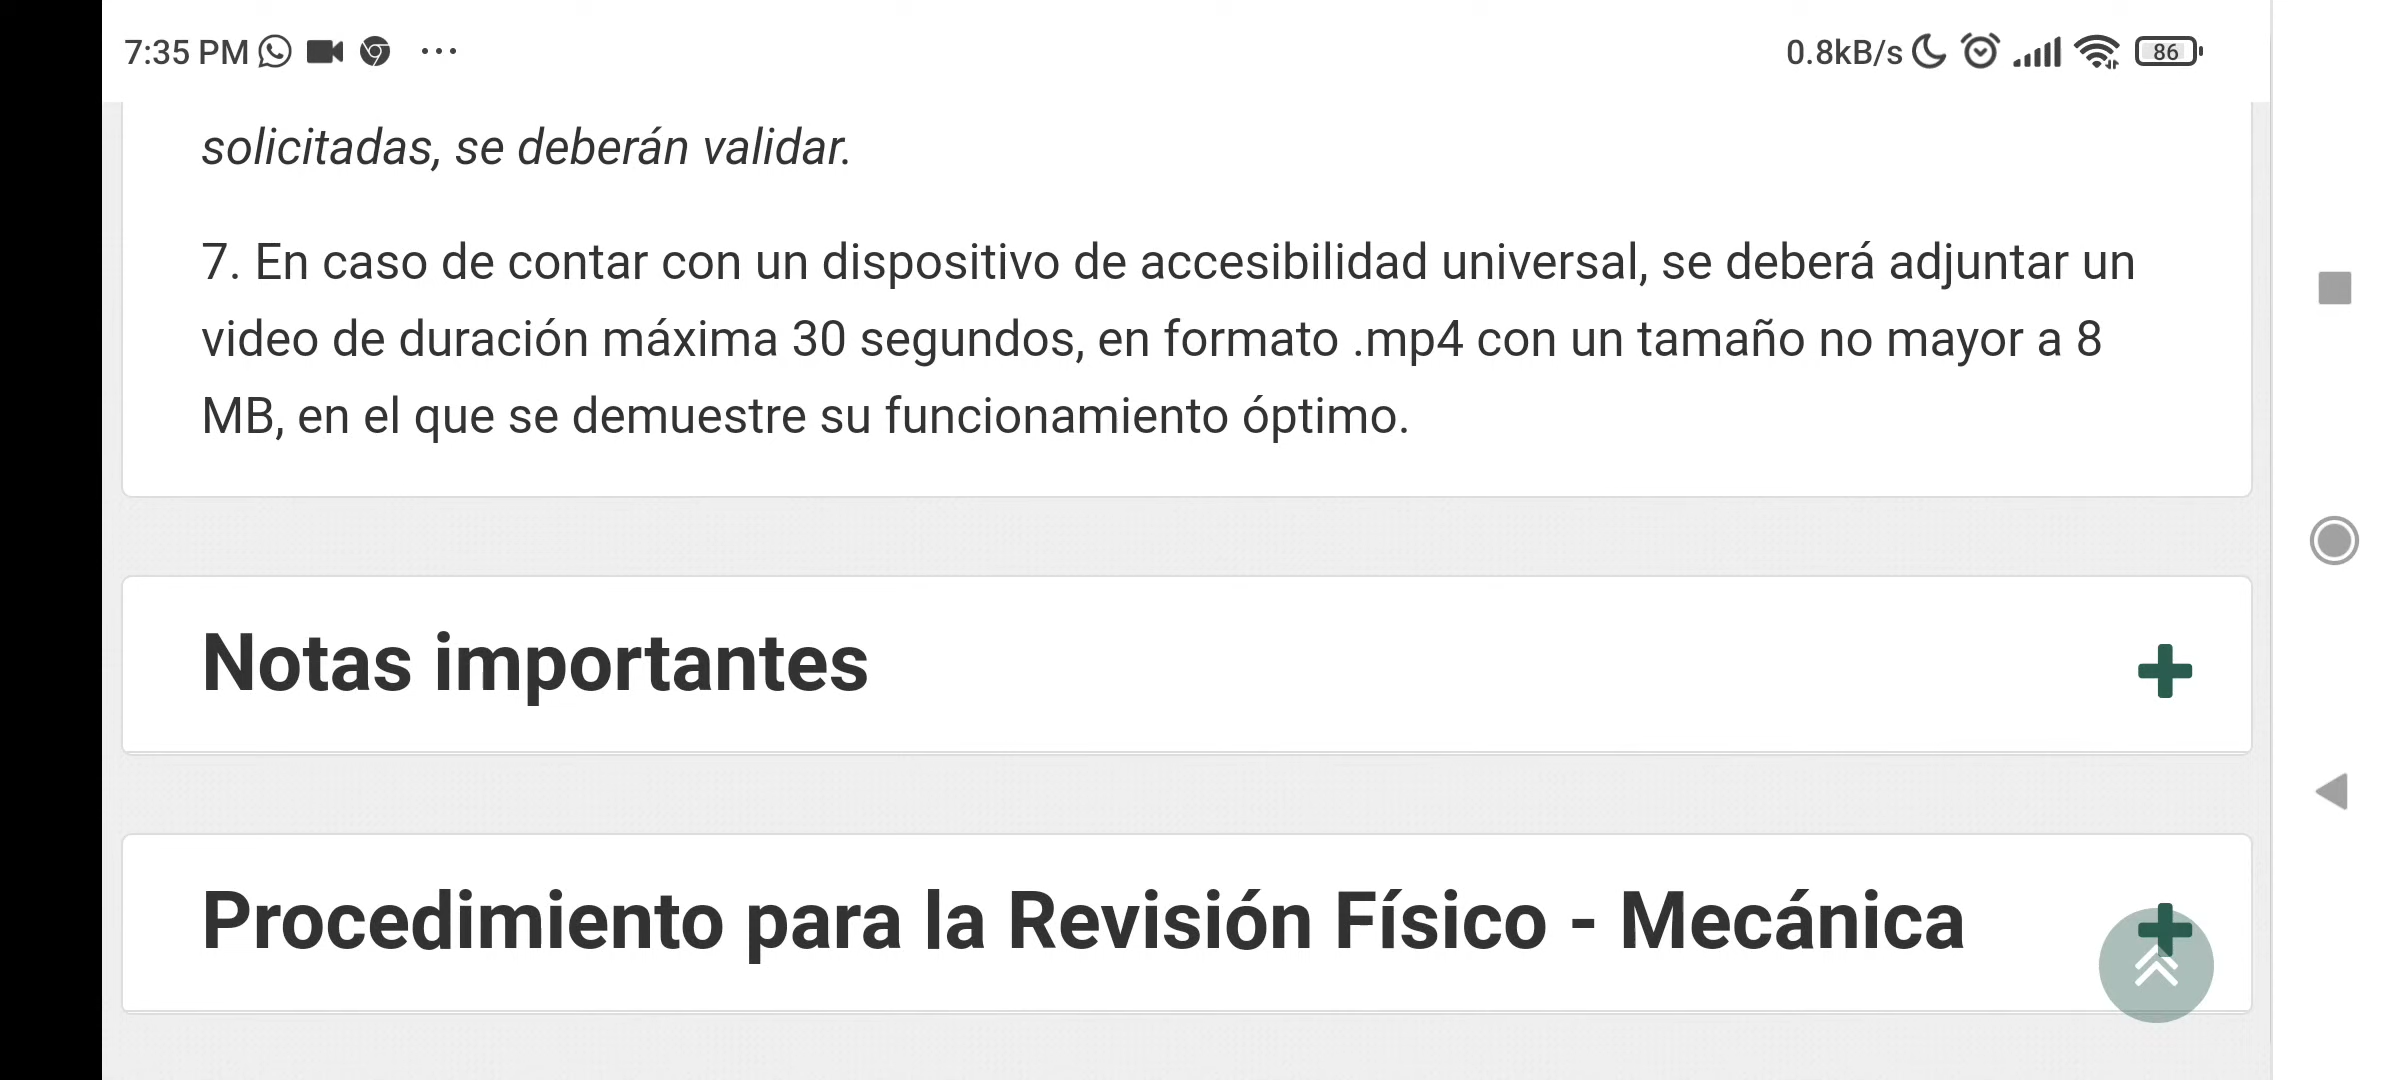 7:35 PM 0.8kB/s 86
solicitadas, se deberán validar.
7. En caso de contar con un dispositivo de accesibilidad universal, se deberá adjuntar un
video de duración máxima 30 segundos, en formato .mp4 con un tamaño no mayor a 8
MB, en el que se demuestre su funcionamiento óptimo.
Notas importantes
Procedimiento para la Revisión Físico - Mecánica